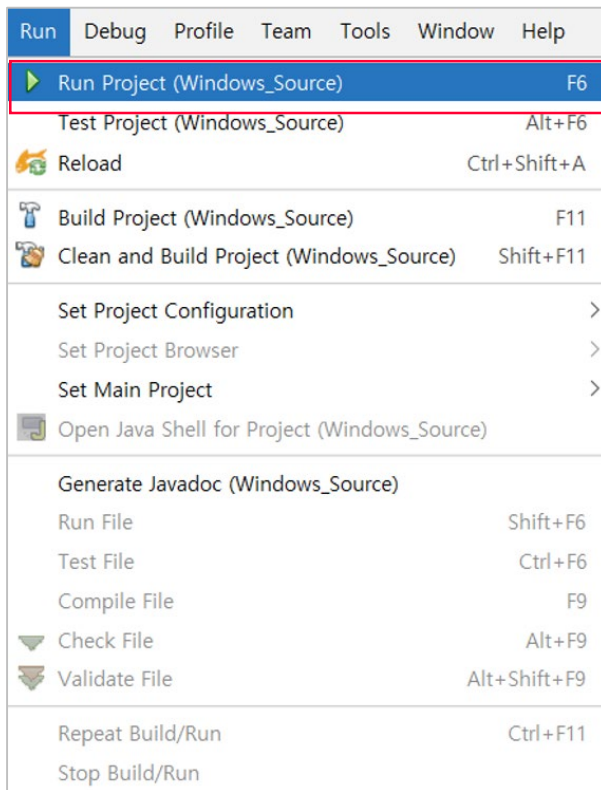 Run Debug Profile Team Tools Window Help
Run Project (Windows_Source) F6
Test Project (Windows_Source) Alt+F6
Reload Ctrl+Shift+A
Build Project (Windows_Source) F11
Clean and Build Project (Windows_Source) Shift+F11
Set Project Configuration
Set Project Browser
Set Main Project
Open Java Shell for Project (Windows_Source)
Generate Javadoc (Windows_Source)
Run File Shift+F6
Test File Ctrl+F6
Compile File F9
Check File Alt+F9
Validate File Alt+Shift+F9
Repeat Build/Run Ctrl+F11
Stop Build/Run